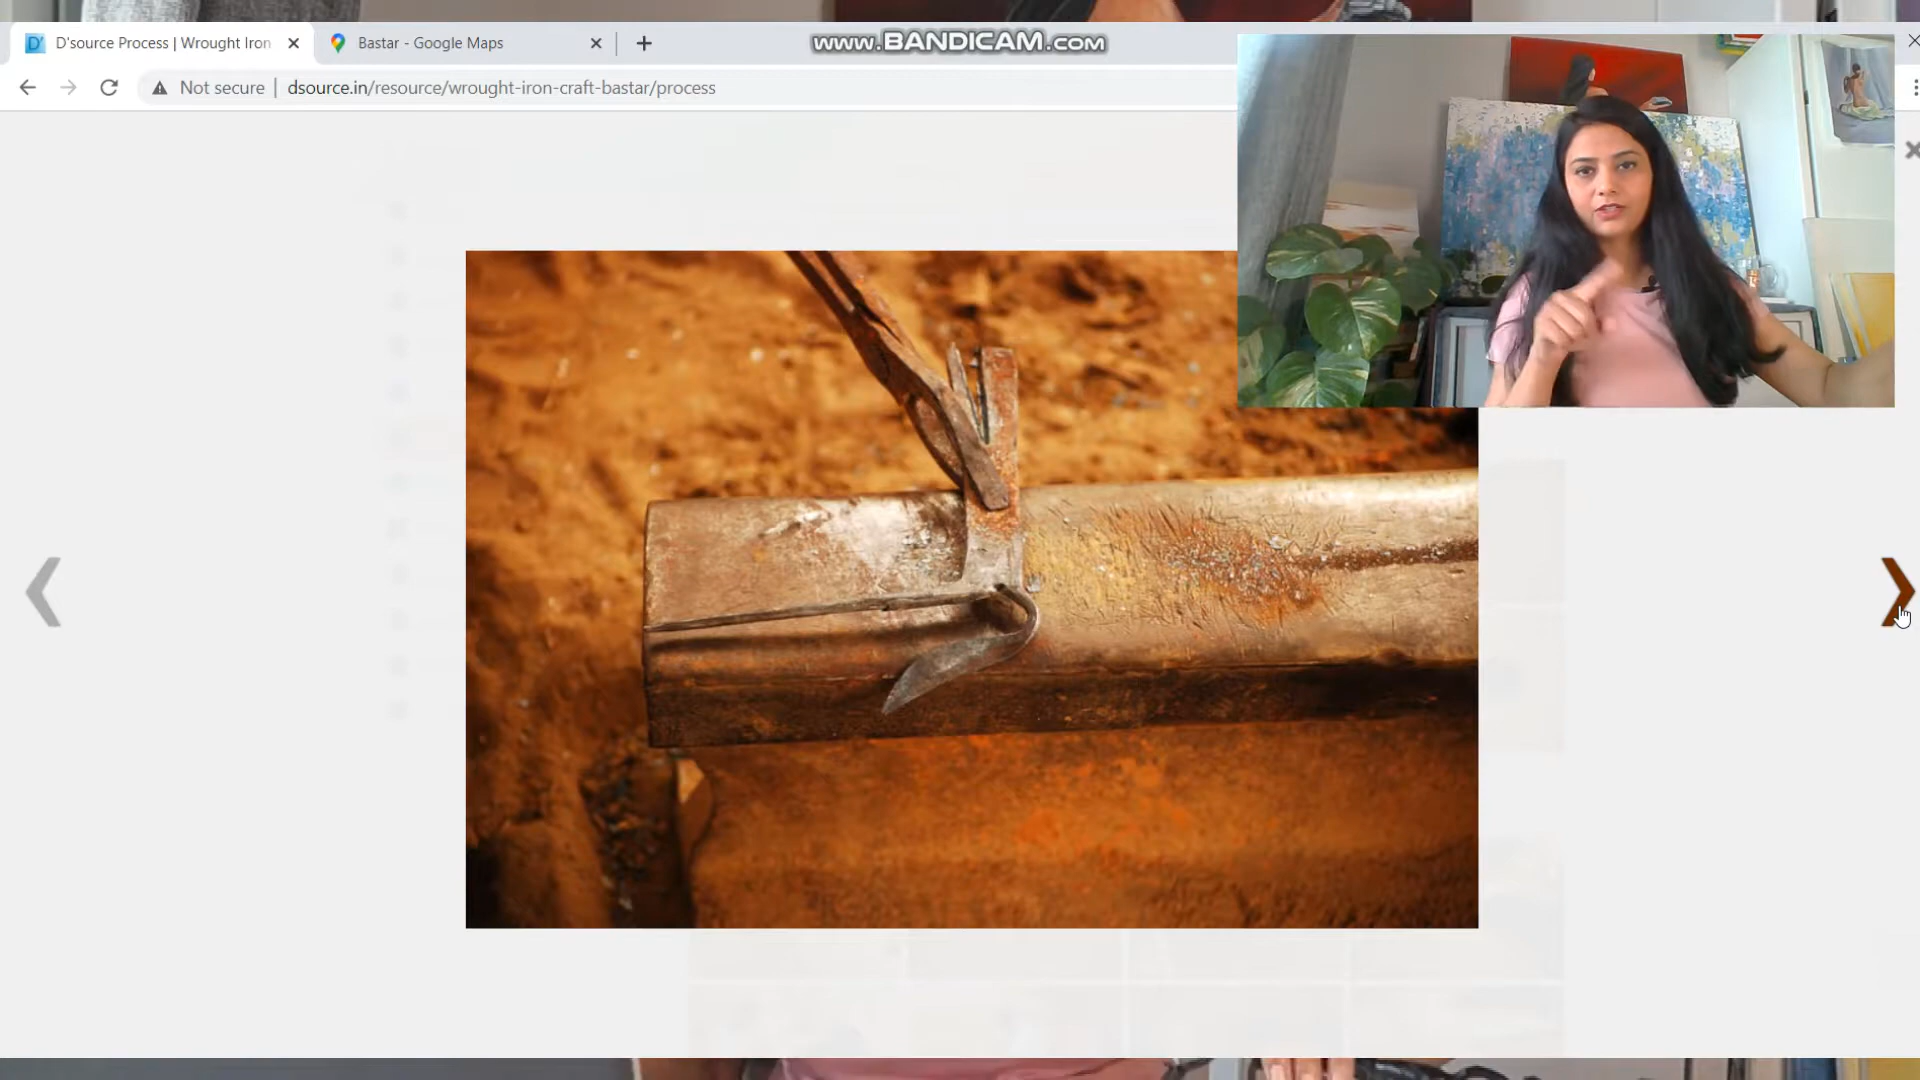 D'source Process | Wrought Iron
Bastar - Google Maps
www.BANDICAM.com
Not secure
dsource.in/resource/wrought-iron-craft-bastar/process